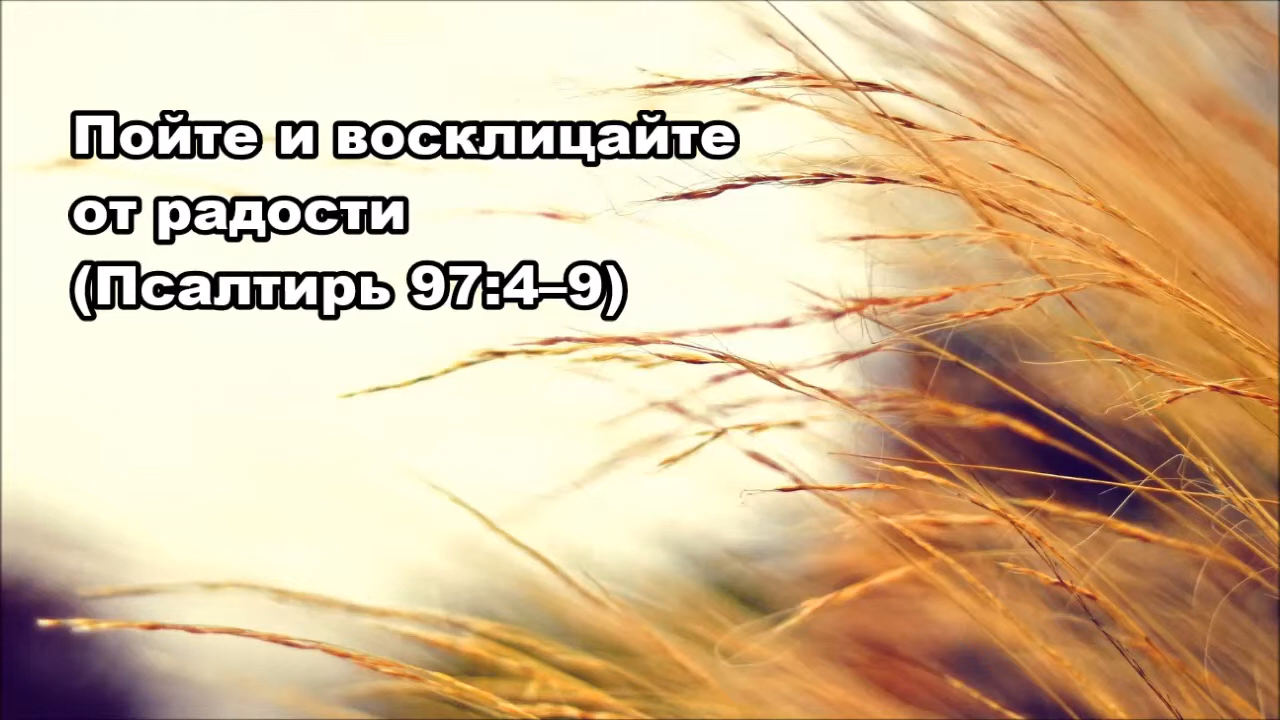 Пойте и восклицайте
от радости
(Псалтирь 97:4–9)